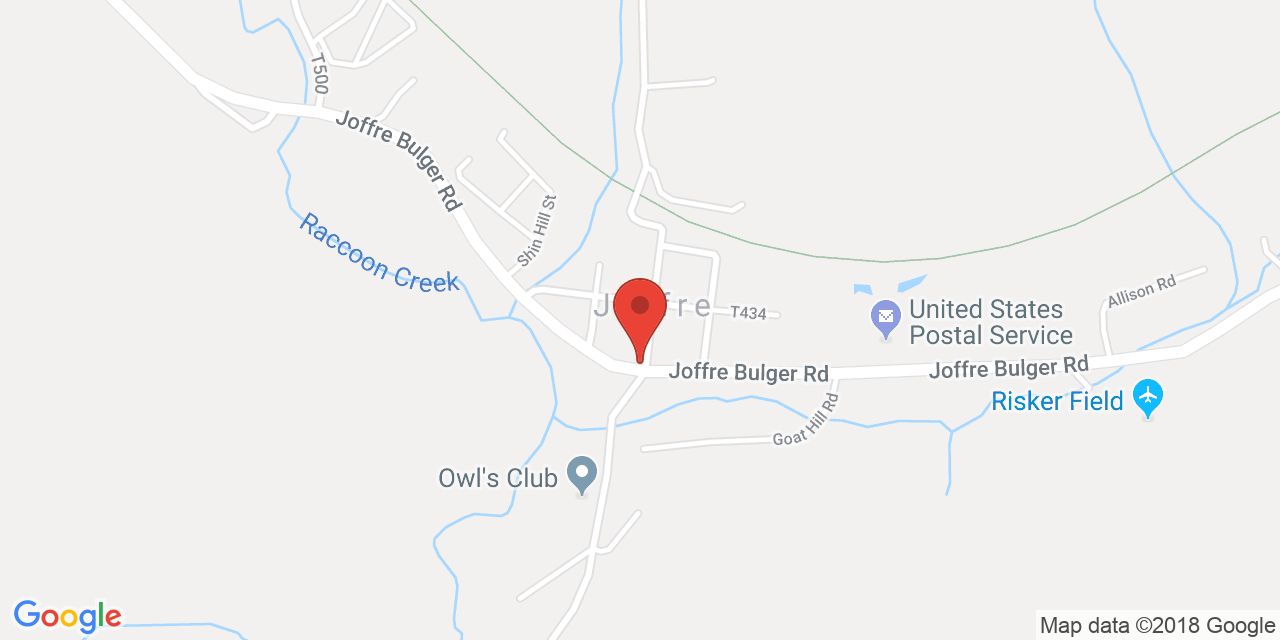 T500
Joffre Bulger Rd
Shin Hill St
Raccoon Creek
Allison Rd
T434
United States
Postal Service
Joffre Bulger Rd
Joffre Bulger Rd
Risker Field
Goat Hill Rd
Owl's Club
Google
Map data ©2018 Google